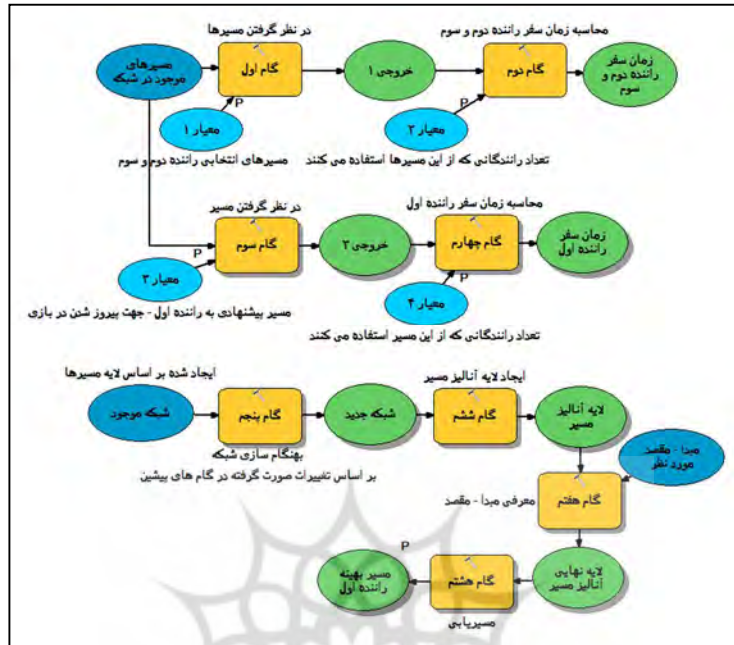 در نظر گرفتن مسیرها
محاسبه زمان سفر راننده دوم و سوم
مسیرهای
موجود در شبکه
گام اول
خروجی ۱
گام دوم
زمان سفر
راننده دوم و
سوم
P
P
معیار ۱
معیار ۲
مسیرهای انتخابی راننده دوم و سوم
تعداد رانندگانی که از این مسیرها استفاده می کنند
در نظر گرفتن مسیر
محاسبه زمان سفر راننده اول
گام سوم
خروجی ۲
گام چهارم
زمان سفر
راننده اول
P
P
معیار ۳
معیار ۴
مسیر پیشنهادی به راننده اول - جهت پیروز شدن در بازی
تعداد رانندگانی که از این مسیر استفاده می کنند
ایجاد شده بر اساس لایه مسیرها
ایجاد لایه آنالیز مسیر
شبکه موجود
گام پنجم
شبکه جدید
گام ششم
لایه آنالیز
مسیر
بهنگام سازی شبکه
بر اساس تغییرات صورت گرفته در گام های پیشین
مبدا - مقصد
مورد نظر
گام هفتم
معرفی مبدا - مقصد
P
مسیر بهینه
راننده اول
گام هشتم
لایه نهایی
آنالیز مسیر
مسیریابی